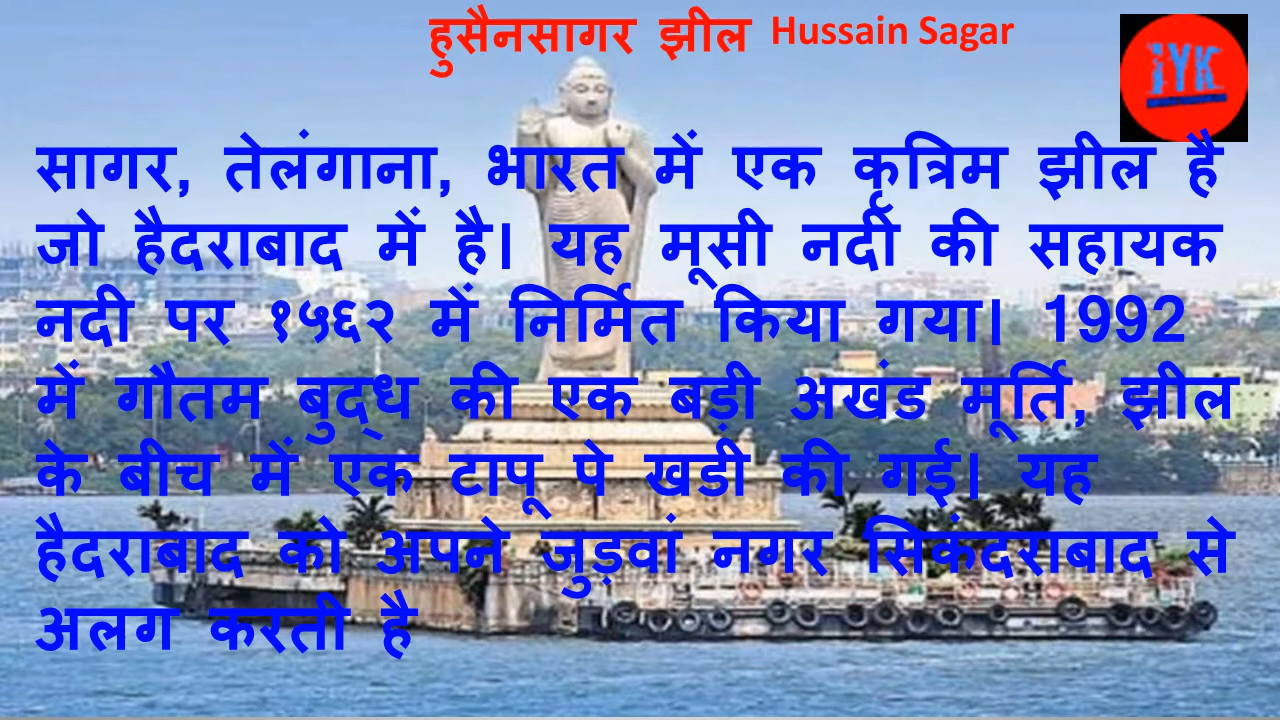 हुसैनसागर झील Hussain Sagar
IYK
सागर, तेलंगाना, भारत में एक कृत्रिम झील है
जो हैदराबाद में है। यह मूसी नदी की सहायक
नदी पर १५६२ में निर्मित किया गया। 1992
में गौतम बुद्ध की एक बड़ी अखंड मूर्ति, झील
के बीच में एक टापू पे खडी की गई। यह
हैदराबाद को अपने जुड़वां नगर सिकंदराबाद से
अलग करती है